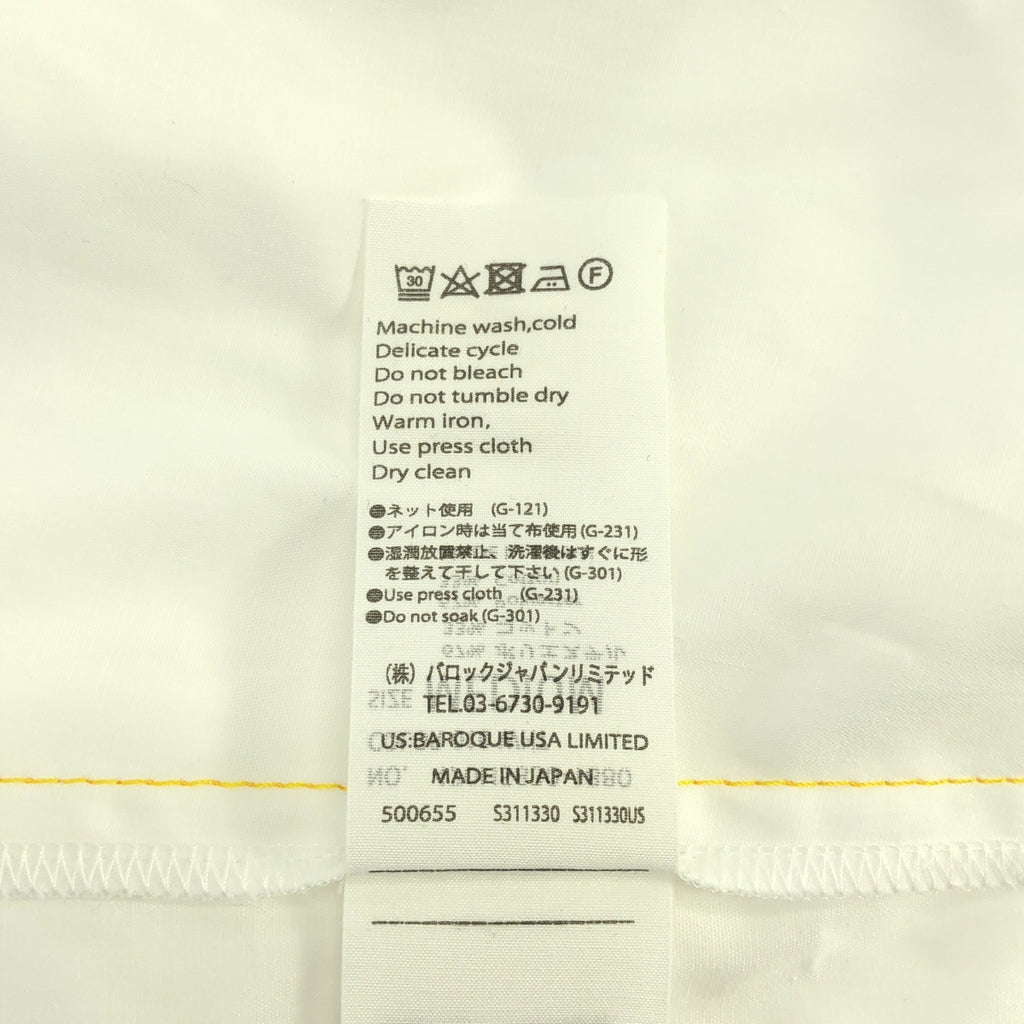 30 F
Machine wash,cold
Delicate cycle
Do not bleach
Do not tumble dry
Warm iron,
Use press cloth
Dry clean
●ネット使用 (G-121)
●アイロン時は当て布使用(G-231)
●湿潤放置禁止、洗濯後はすぐに形
を整えて干して下さい(G-301)
●Use press cloth (G-231)
●Do not soak(G-301)
(株) バロックジャパンリミテッド
TEL.03-6730-9191
US:BAROQUE USA LIMITED
MADE IN JAPAN
500655 S311330 S311330US